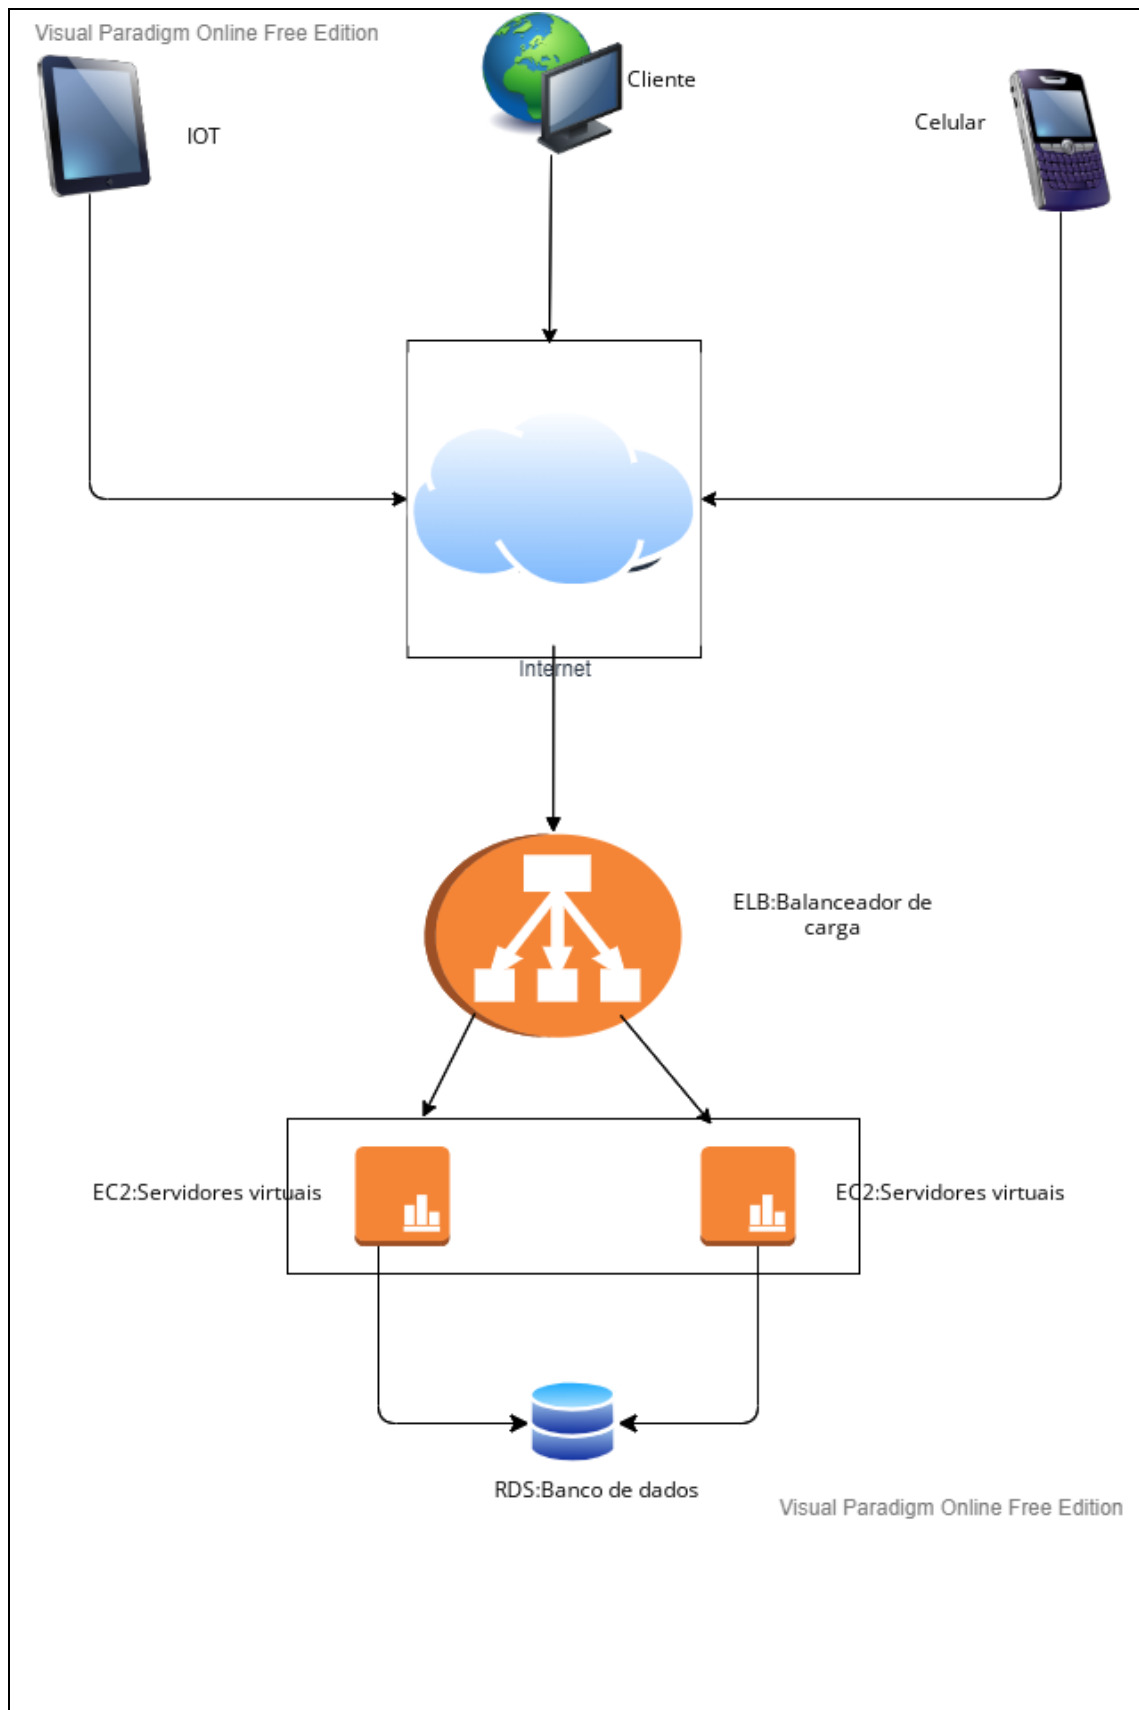 Visual Paradigm Online Free Edition
Cliente
Celular
IOT
Internet
ELB:Balanceador de
carga
EC2:Servidores virtuais
EC2:Servidores virtuais
RDS:Banco de dados
Visual Paradigm Online Free Edition